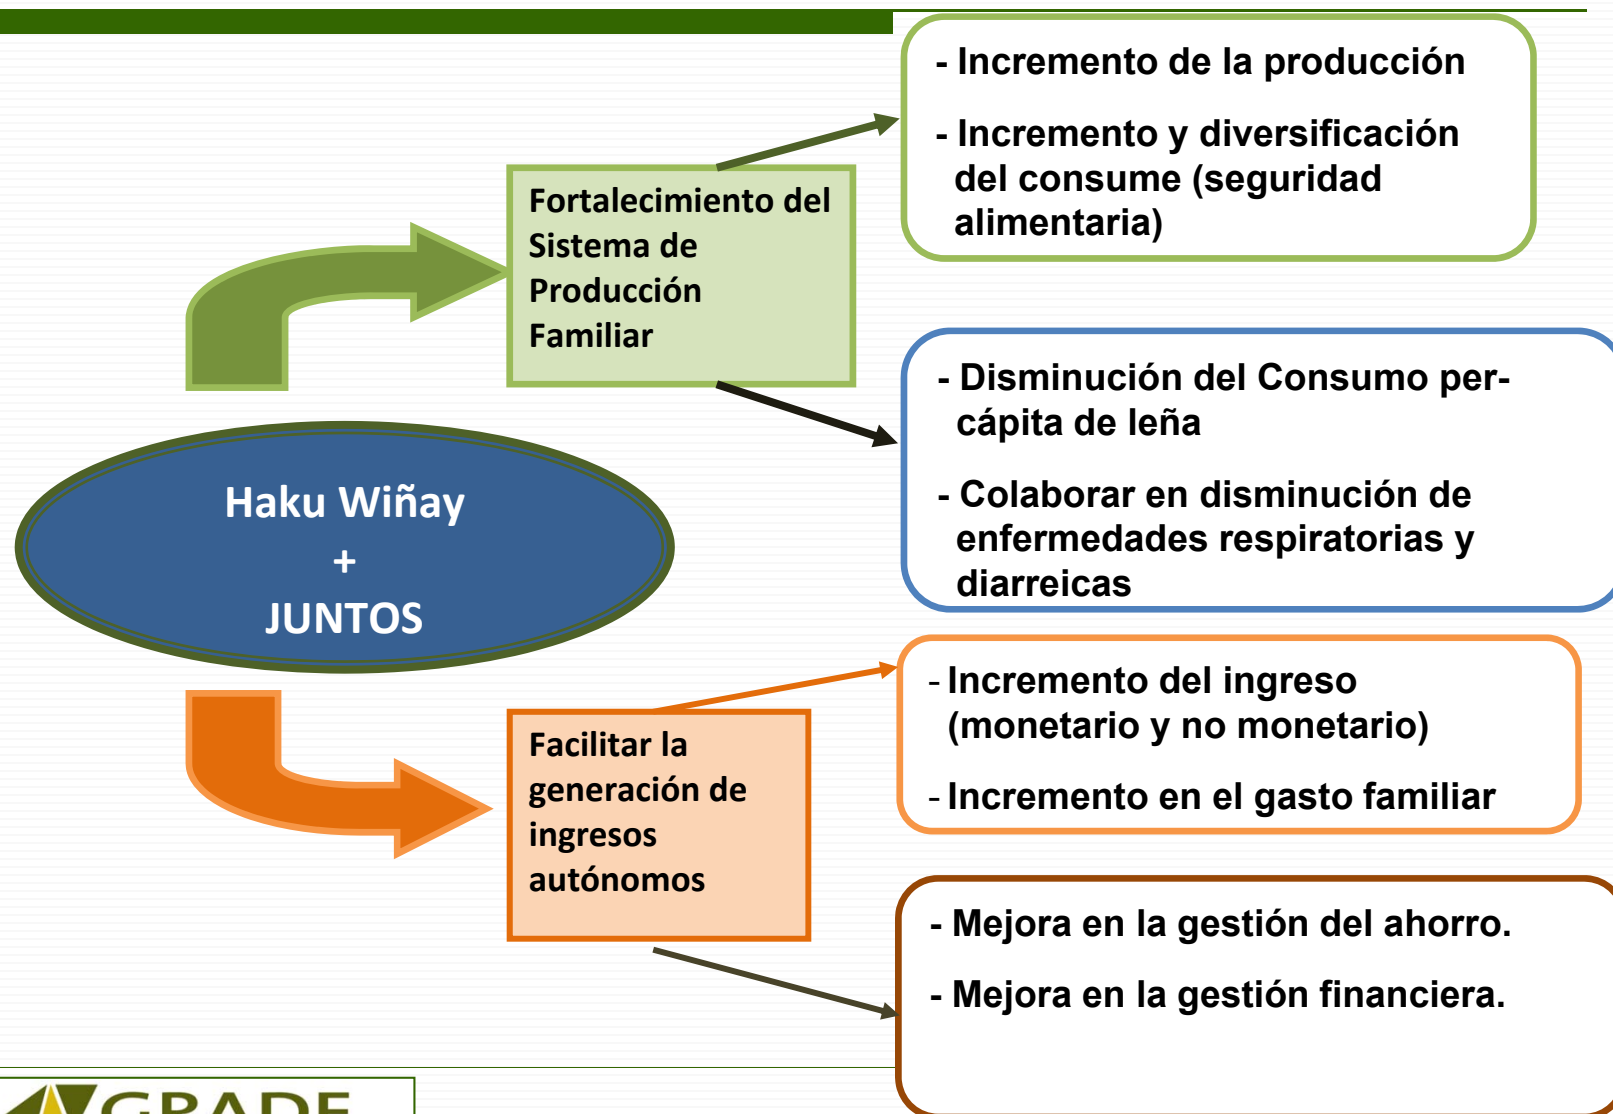 - Incremento de la producción
- Incremento y diversificación
del consume (seguridad
alimentaria)
Fortalecimiento del
Sistema de
Producción
Familiar
- Disminución del Consumo per-
cápita de leña
- Colaborar en disminución de
enfermedades respiratorias y
diarreicas
Haku Wiñay
+
JUNTOS
- Incremento del ingreso
(monetario y no monetario)
- Incremento en el gasto familiar
Facilitar la
generación de
ingresos
autónomos
- Mejora en la gestión del ahorro.
- Mejora en la gestión financiera.
GRADE